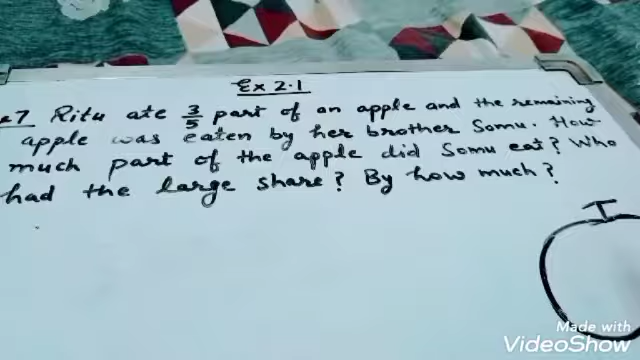 Ex 2.1
7 Ritu ate 3/5 part of an apple and the remaining
apple was eaten by her brother Somu. How
much part of the apple did Somu eat? Who
had the large share? By how much?
Made with
VideoShow